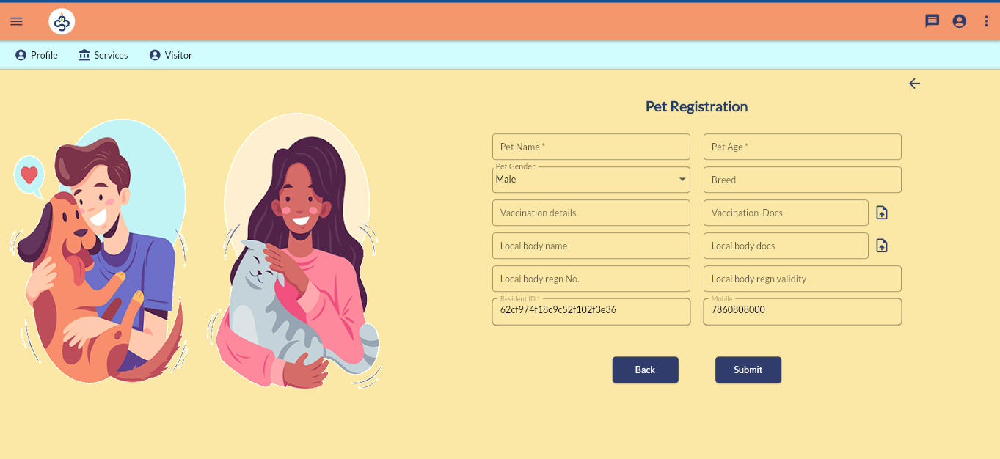 Profile Services Visitor
Pet Registration
Pet Name * Pet Age *
Pet Gender
Male Breed
Vaccination details Vaccination Docs
Local body name Local body docs
Local body regn No. Local body regn validity
Resident ID * Mobile
62cf974f18c9c52f102f3e36 7860808000
Back Submit